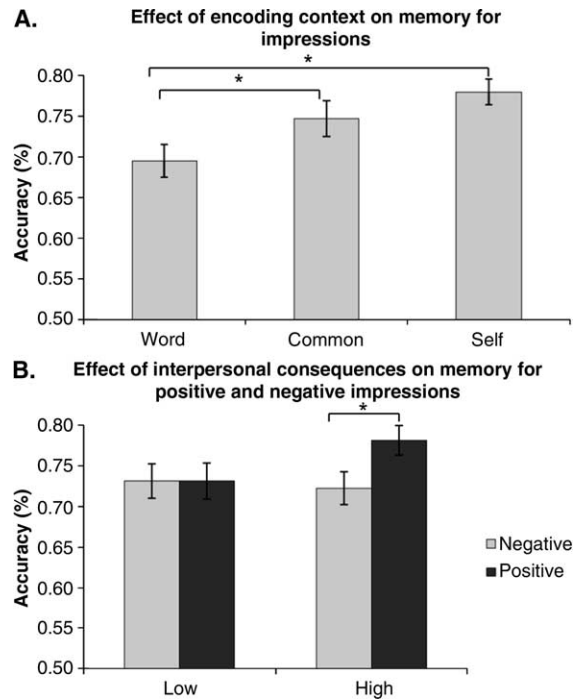 A. Effect of encoding context on memory for
impressions
*
*
0.80
0.75
0.70
0.65
0.60
0.55
0.50
Accuracy (%)
Word Common Self
B. Effect of interpersonal consequences on memory for
positive and negative impressions
*
0.80
0.75
0.70
0.65
0.60
0.55
0.50
Accuracy (%)
Negative
Positive
Low High